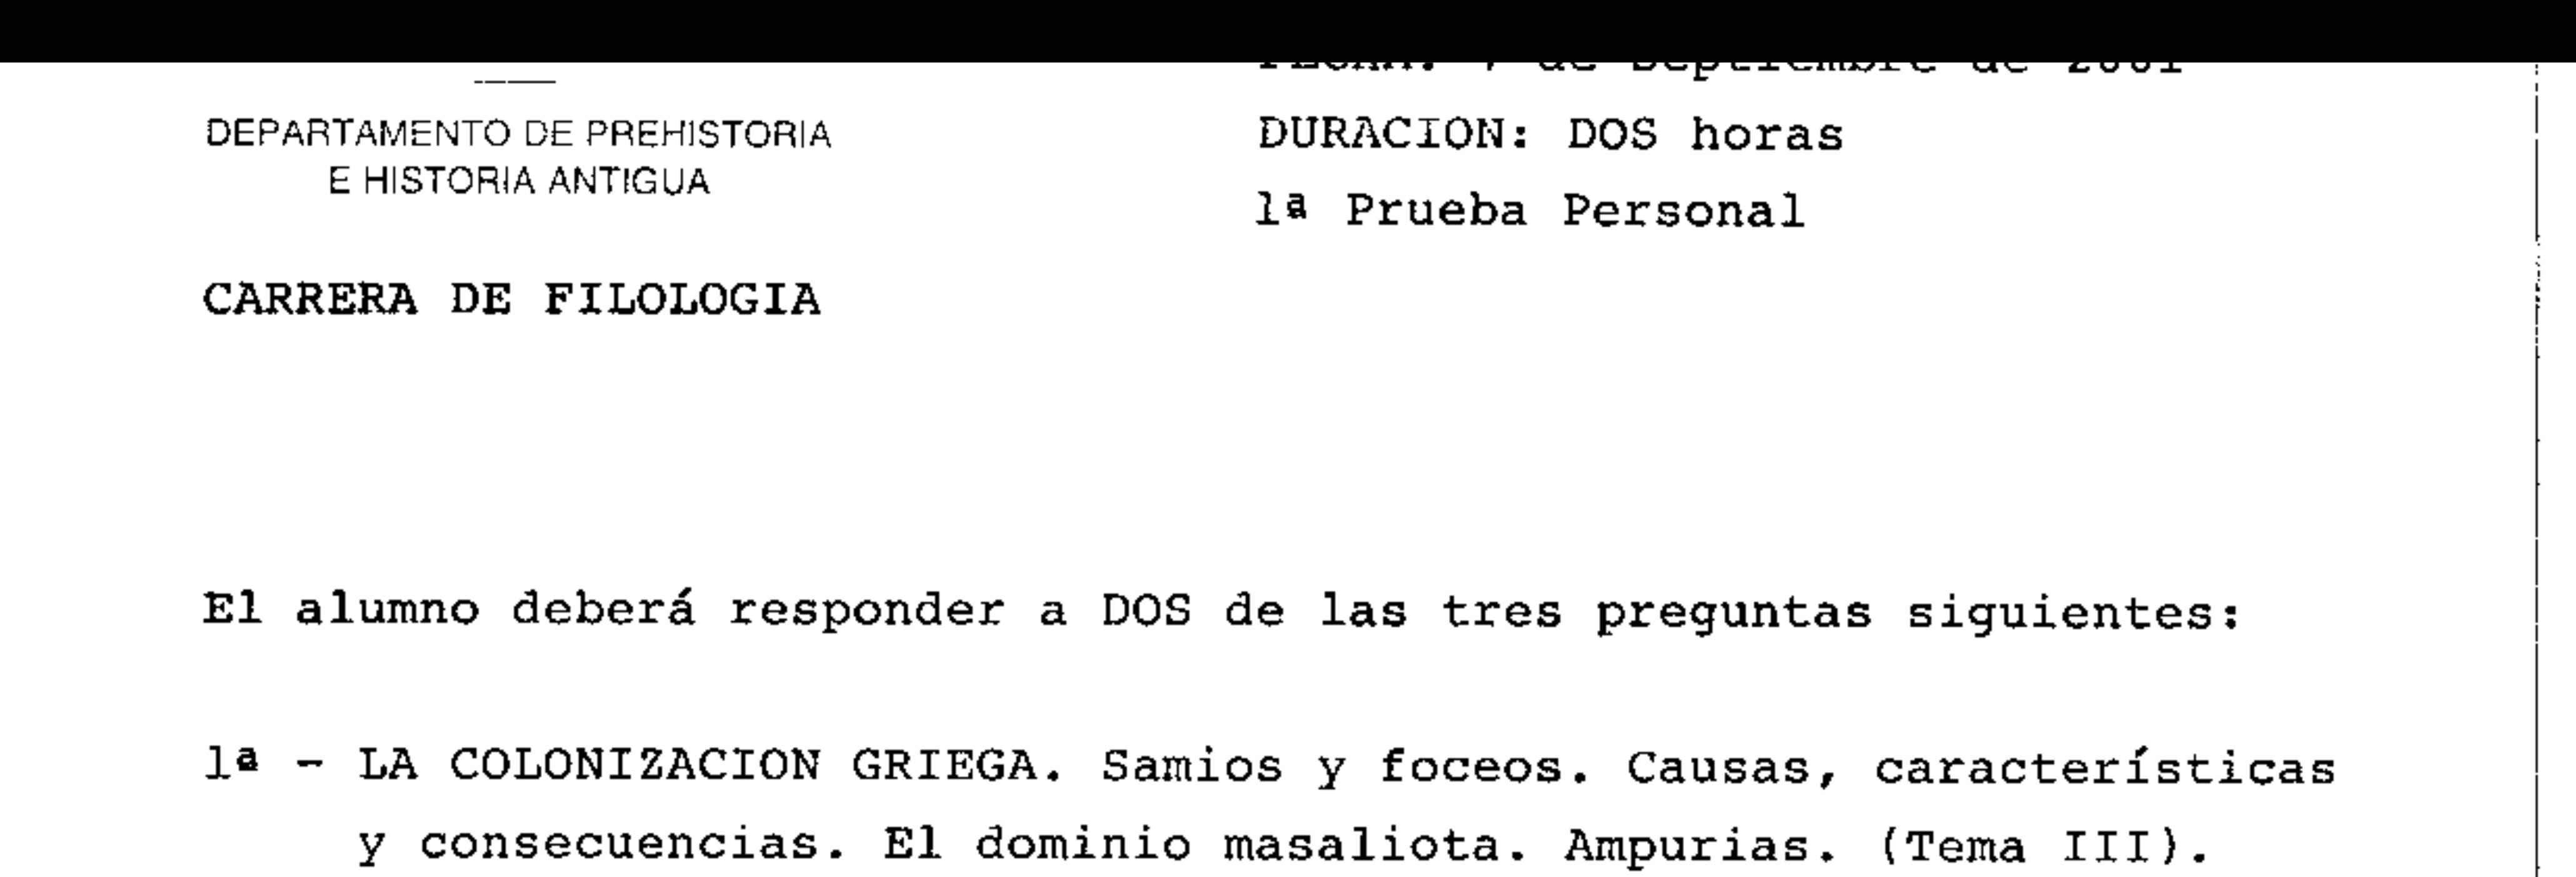 de Septiembre de 2001
DEPARTAMENTO DE PREHISTORIA
E HISTORIA ANTIGUA
DURACION: DOS horas
1ª Prueba Personal
CARRERA DE FILOLOGIA
El alumno deberá responder a DOS de las tres preguntas siguientes:
1ª - LA COLONIZACION GRIEGA. Samios y foceos. Causas, características
y consecuencias. El dominio masaliota. Ampurias. (Tema III).